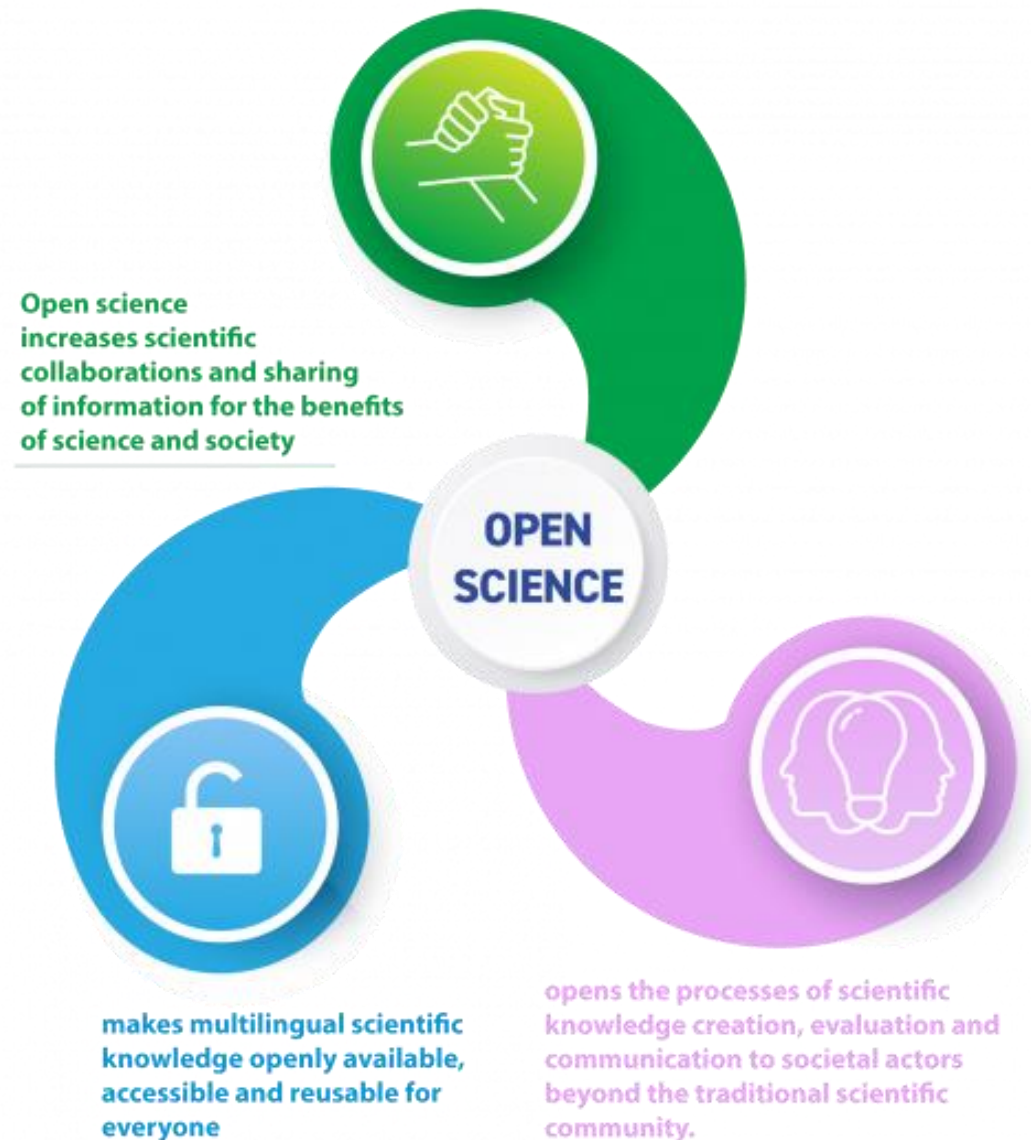 Open science
increases scientific
collaborations and sharing
of information for the benefits
of science and society
OPEN
SCIENCE
makes multilingual scientific
knowledge openly available,
accessible and reusable for
everyone
opens the processes of scientific
knowledge creation, evaluation and
communication to societal actors
beyond the traditional scientific
community.